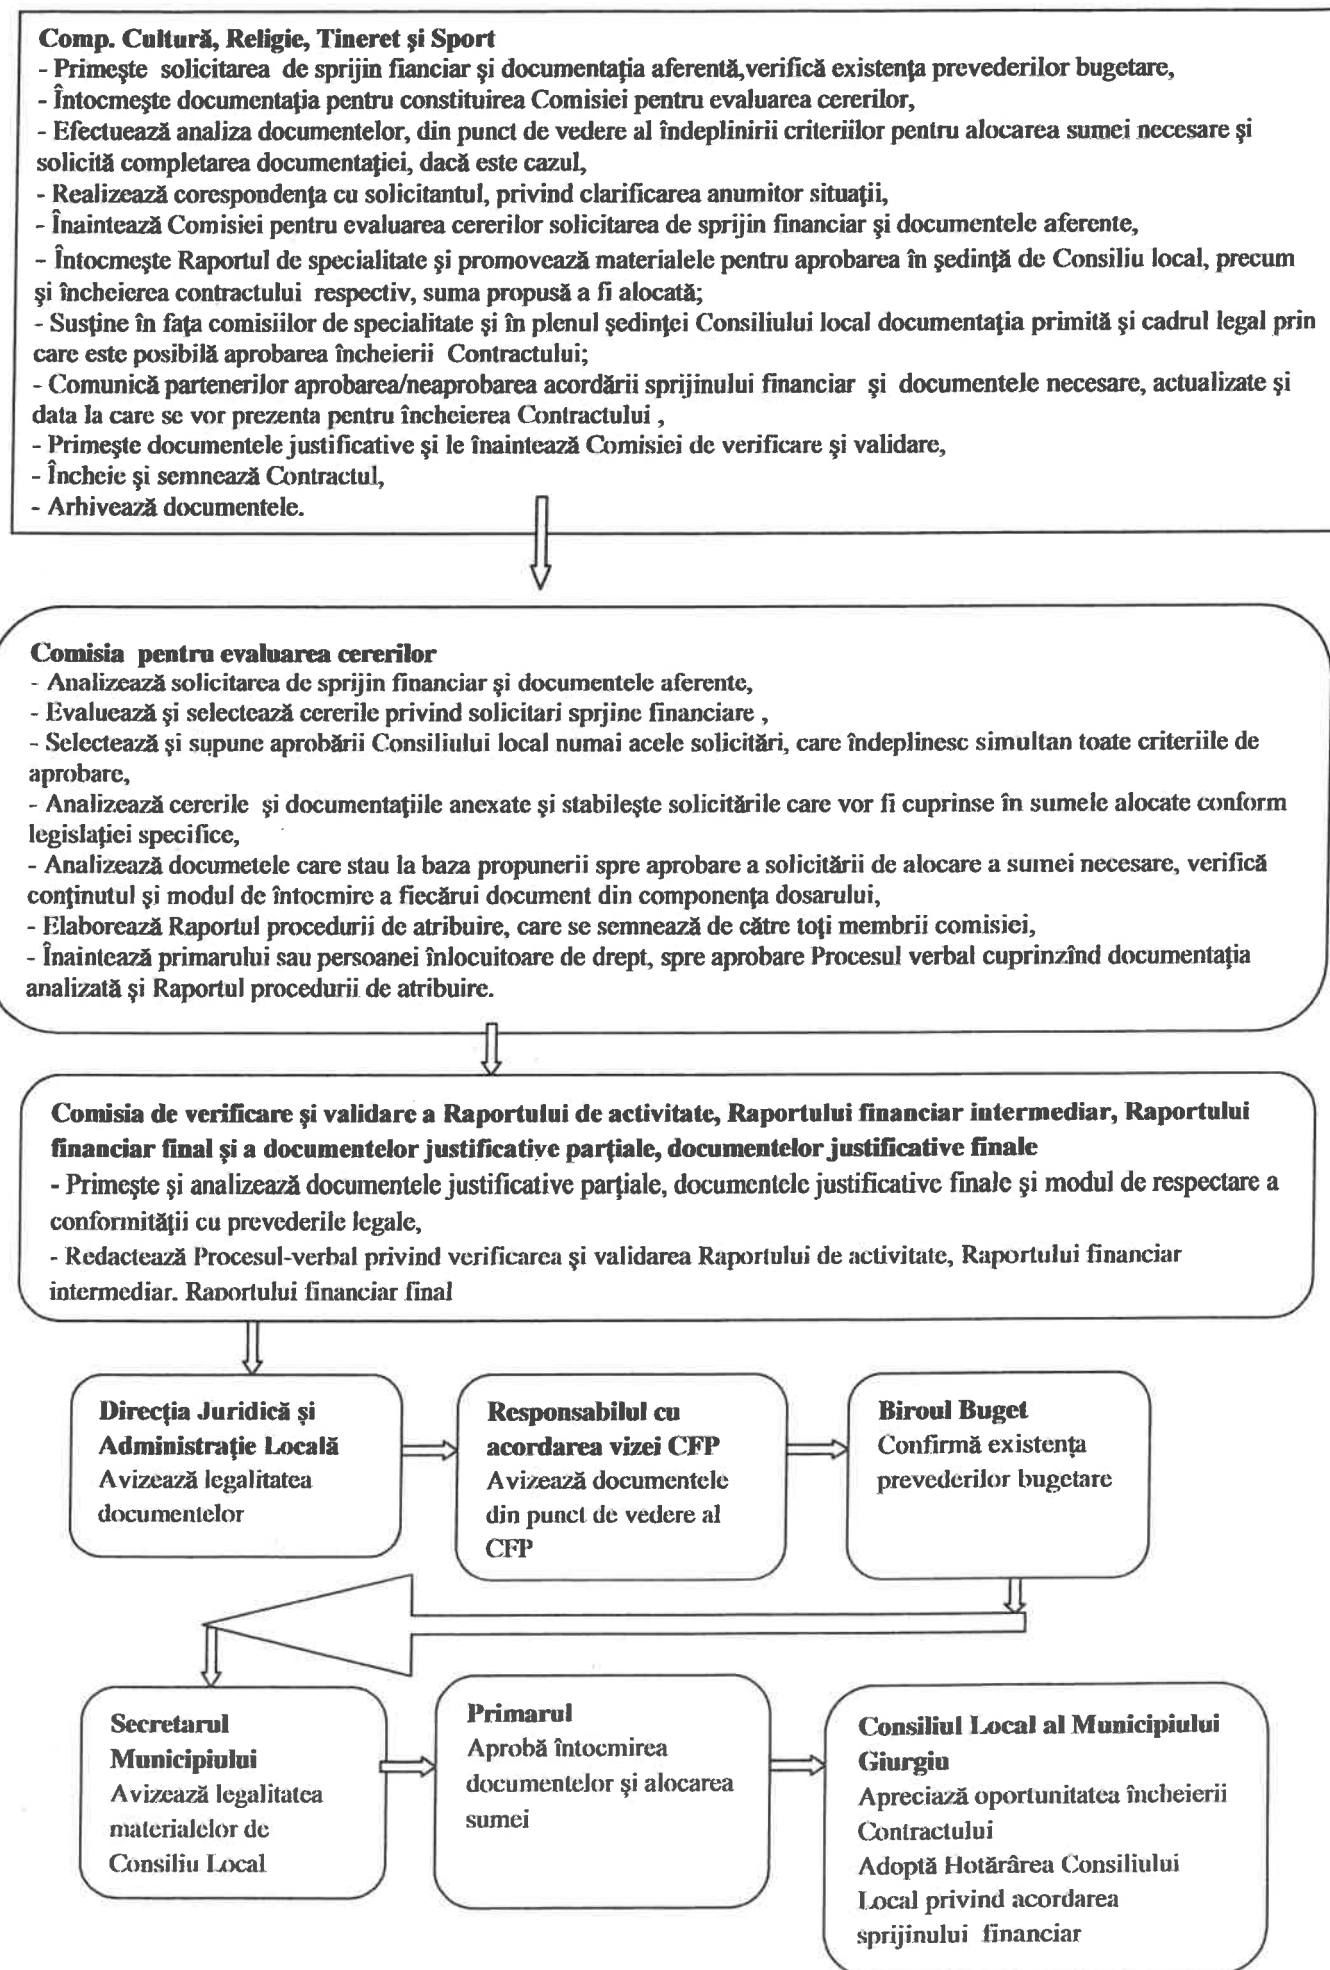 Comp. Cultură, Religie, Tineret şi Sport
- Primeşte solicitarea de sprijin fianciar şi documentaţia aferentă,verifică existenţa prevederilor bugetare,
- Întocmeşte documentaţia pentru constituirea Comisiei pentru evaluarea cererilor,
- Efectuează analiza documentelor, din punct de vedere al îndeplinirii criteriilor pentru alocarea sumei necesare şi
solicită completarea documentaţiei, dacă este cazul,
- Realizează corespondenţa cu solicitantul, privind clarificarea anumitor situaţii,
- Înaintează Comisiei pentru evaluarea cererilor solicitarea de sprijin financiar şi documentele aferente,
- Întocmeşte Raportul de specialitate şi promovează materialele pentru aprobarea în şedinţă de Consiliu local, precum
şi încheierea contractului respectiv, suma propusă a fi alocată;
- Susţine în faţa comisiilor de specialitate şi în plenul şedinţei Consiliului local documentaţia primită şi cadrul legal prin
care este posibilă aprobarea încheierii Contractului;
- Comunică partenerilor aprobarea/neaprobarea acordării sprijinului financiar şi documentele necesare, actualizate şi
data la care se vor prezenta pentru încheierea Contractului ,
- Primeşte documentele justificative şi le înaintează Comisiei de verificare şi validare,
- Încheie şi semnează Contractul,
- Arhivează documentele.
Comisia pentru evaluarea cererilor
- Analizează solicitarea de sprijin financiar şi documentele aferente,
- Evaluează şi selectează cererile privind solicitari sprjine financiare ,
- Selectează şi supune aprobării Consiliului local numai acele solicitări, care îndeplinesc simultan toate criteriile de
aprobare,
- Analizează cererile şi documentaţiile anexate şi stabileşte solicitările care vor fi cuprinse în sumele alocate conform
legislaţiei specifice,
- Analizează documetele care stau la baza propunerii spre aprobare a solicitării de alocare a sumei necesare, verifică
conţinutul şi modul de întocmire a fiecărui document din componenţa dosarului,
- Elaborează Raportul procedurii de atribuire, care se semnează de către toţi membrii comisiei,
- Înaintează primarului sau persoanei înlocuitoare de drept, spre aprobare Procesul verbal cuprinzînd documentaţia
analizată şi Raportul procedurii de atribuire.
Comisia de verificare şi validare a Raportului de activitate, Raportului financiar intermediar, Raportului
financiar final şi a documentelor justificative parţiale, documentelor justificative finale
- Primeşte şi analizează documentele justificative parţiale, documentele justificative finale şi modul de respectare a
conformităţii cu prevederile legale,
- Redactează Procesul-verbal privind verificarea şi validarea Raportului de activitate, Raportului financiar
intermediar. Raportului financiar final
Direcţia Juridică şi
Administraţie Locală
Avizează legalitatea
documentelor
Responsabilul cu
acordarea vizei CFP
Avizează documentele
din punct de vedere al
CFP
Biroul Buget
Confirmă existenţa
prevederilor bugetare
Secretarul
Municipiului
Avizează legalitatea
materialelor de
Consiliu Local
Primarul
Aprobă întocmirea
documentelor şi alocarea
sumei
Consiliul Local al Municipiului
Giurgiu
Apreciază oportunitatea încheierii
Contractului
Adoptă Hotărârea Consiliului
Local privind acordarea
sprijinului financiar